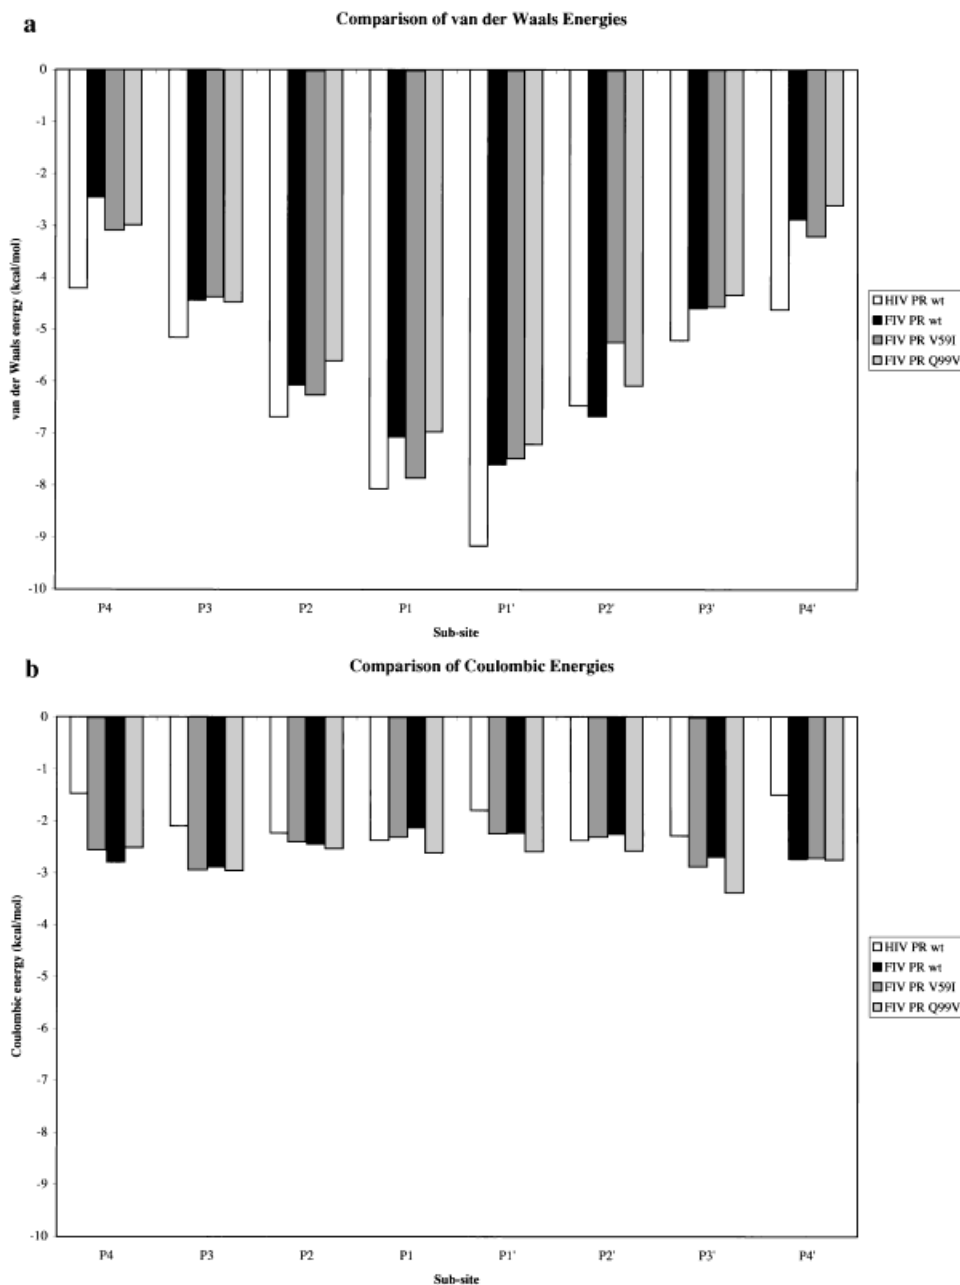 a
Comparison of van der Waals Energies
0
-1
-2
-3
-4
-5
-6
-7
-8
-9
-10
van der Waals energy (kcal/mol)
P4 P3 P2 P1 P1' P2' P3' P4'
Sub-site
HIV PR wt
FIV PR wt
FIV PR V59I
FIV PR Q99V
b
Comparison of Coulombic Energies
0
-1
-2
-3
-4
-5
-6
-7
-8
-9
-10
Coulombic energy (kcal/mol)
P4 P3 P2 P1 P1' P2' P3' P4'
Sub-site
HIV PR wt
FIV PR wt
FIV PR V59I
FIV PR Q99V